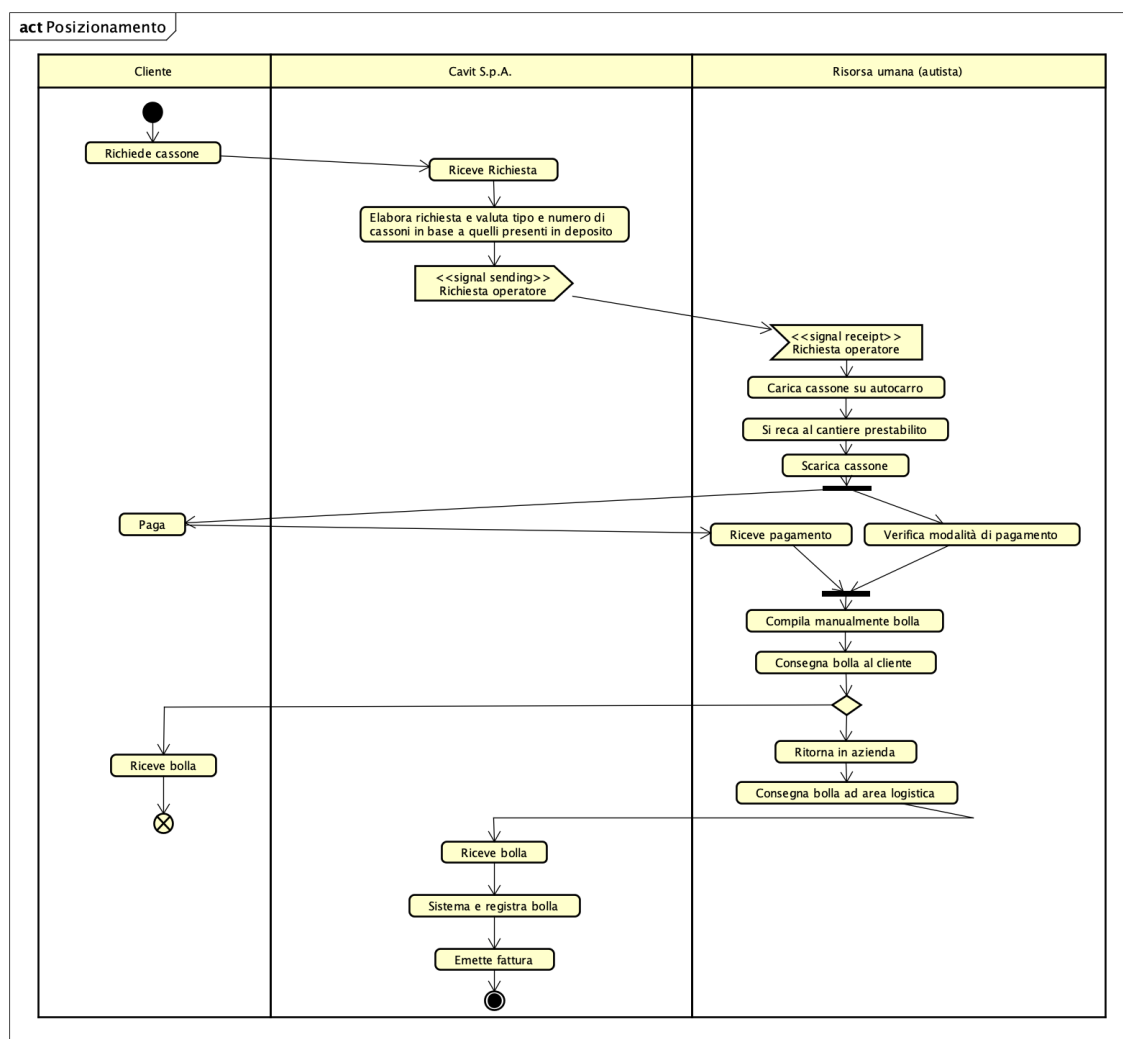 act Posizionamento
Cliente
Cavit S.p.A.
Risorsa umana (autista)
Richiede cassone
Riceve Richiesta
Elabora richiesta e valuta tipo e numero di
cassoni in base a quelli presenti in deposito
<<signal sending>>
Richiesta operatore
<<signal receipt>>
Richiesta operatore
Carica cassone su autocarro
Si reca al cantiere prestabilito
Scarica cassone
Paga
Riceve pagamento
Verifica modalità di pagamento
Compila manualmente bolla
Consegna bolla al cliente
Ritorna in azienda
Riceve bolla
Consegna bolla ad area logistica
Riceve bolla
Sistema e registra bolla
Emette fattura